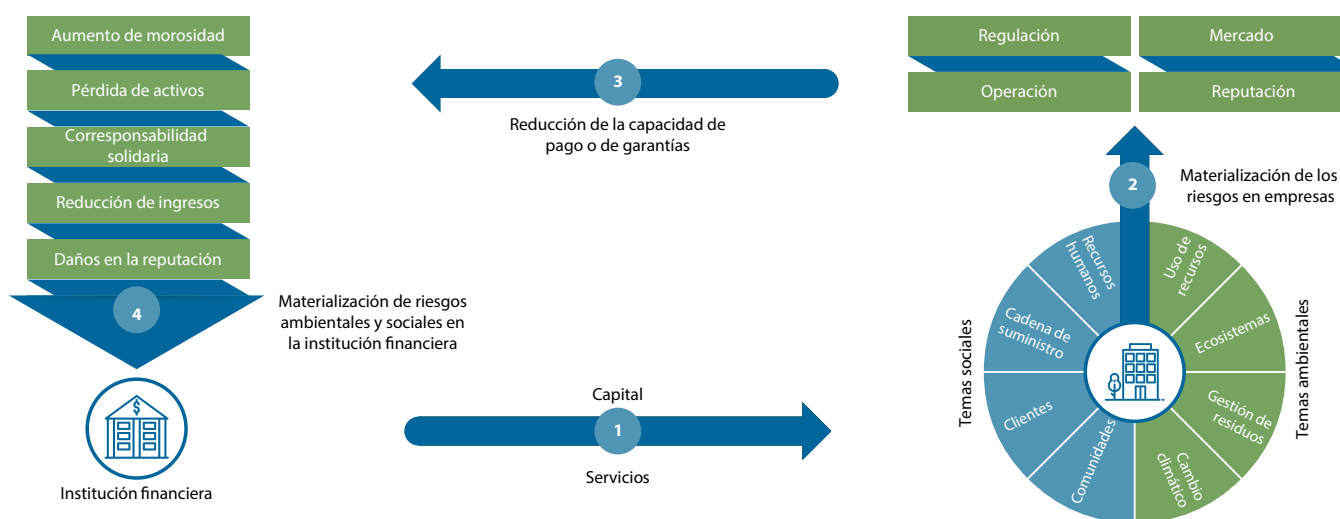 Aumento de morosidad
Pérdida de activos
Corresponsabilidad
solidaria
Reducción de ingresos
Daños en la reputación
4
Materialización de riesgos
ambientales y sociales en
la institución financiera
$
Institución financiera
3
Reducción de la capacidad de
pago o de garantías
Capital
1
Servicios
Regulación
Mercado
Operación
Reputación
2
Materialización de los
riesgos en empresas
Temas sociales
Recursos
humanos
Cadena de
suministro
Clientes
Comunidades
Uso de
recursos
Ecosistemas
Gestión de
residuos
Cambio
climático
Temas ambientales